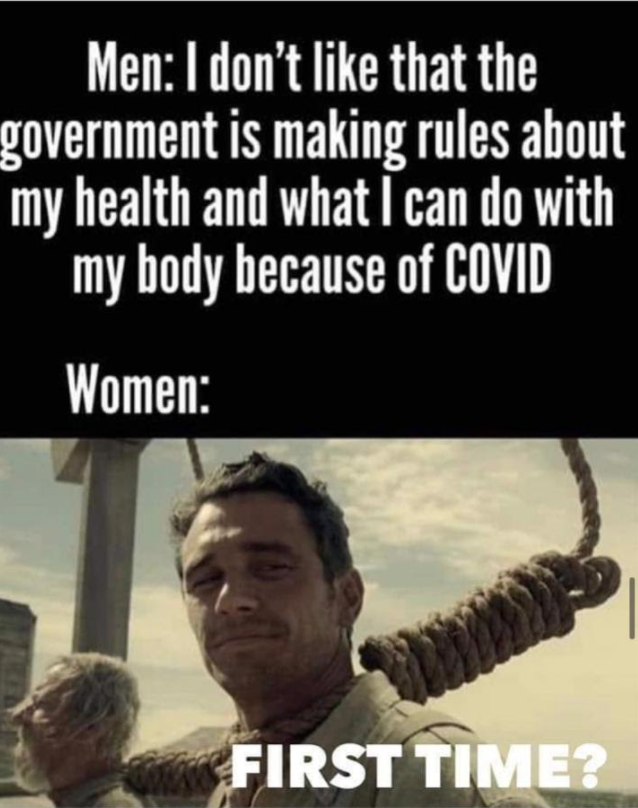 Men: I don't like that the
government is making rules about
my health and what I can do with
my body because of COVID
Women:
FIRST TIME?